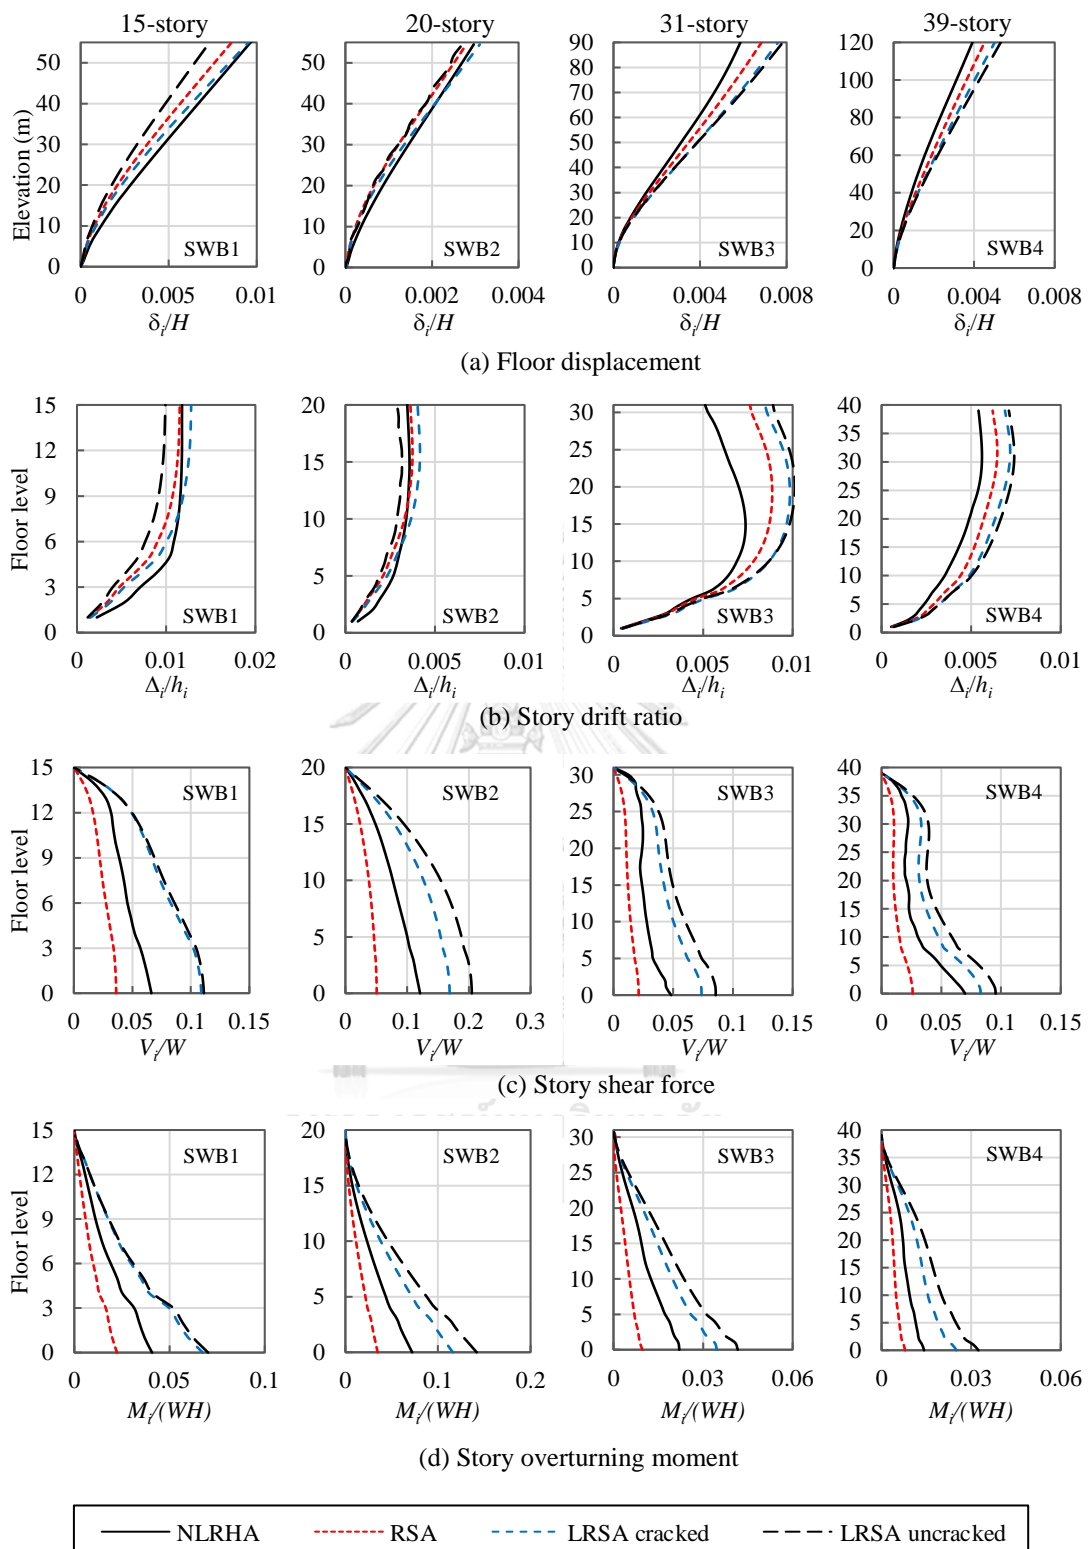 15-story 20-story 31-story 39-story
Elevation (m)
50 40 30 20 10 0
SWB1
0 0.005 0.01
δi/H
50 40 30 20 10 0
SWB2
0 0.002 0.004
δi/H
90 80 70 60 50 40 30 20 10 0
SWB3
0 0.004 0.008
δi/H
120 100 80 60 40 20 0
SWB4
0 0.004 0.008
δi/H
(a) Floor displacement
Floor level
15 12 9 6 3 0
SWB1
0 0.01 0.02
Δi/hi
20 15 10 5 0
SWB2
0 0.005 0.01
Δi/hi
30 25 20 15 10 5 0
SWB3
0 0.005 0.01
Δi/hi
40 35 30 25 20 15 10 5 0
SWB4
0 0.005 0.01
Δi/hi
(b) Story drift ratio
Floor level
15 12 9 6 3 0
SWB1
0 0.05 0.1 0.15
Vi/W
20 15 10 5 0
SWB2
0 0.1 0.2 0.3
Vi/W
30 25 20 15 10 5 0
SWB3
0 0.05 0.1 0.15
Vi/W
40 35 30 25 20 15 10 5 0
SWB4
0 0.05 0.1 0.15
Vi/W
(c) Story shear force
Floor level
15 12 9 6 3 0
SWB1
0 0.05 0.1
Mi/(WH)
20 15 10 5 0
SWB2
0 0.1 0.2
Mi/(WH)
30 25 20 15 10 5 0
SWB3
0 0.03 0.06
Mi/(WH)
40 35 30 25 20 15 10 5 0
SWB4
0 0.03 0.06
Mi/(WH)
(d) Story overturning moment
NLRHA RSA LRSA cracked LRSA uncracked